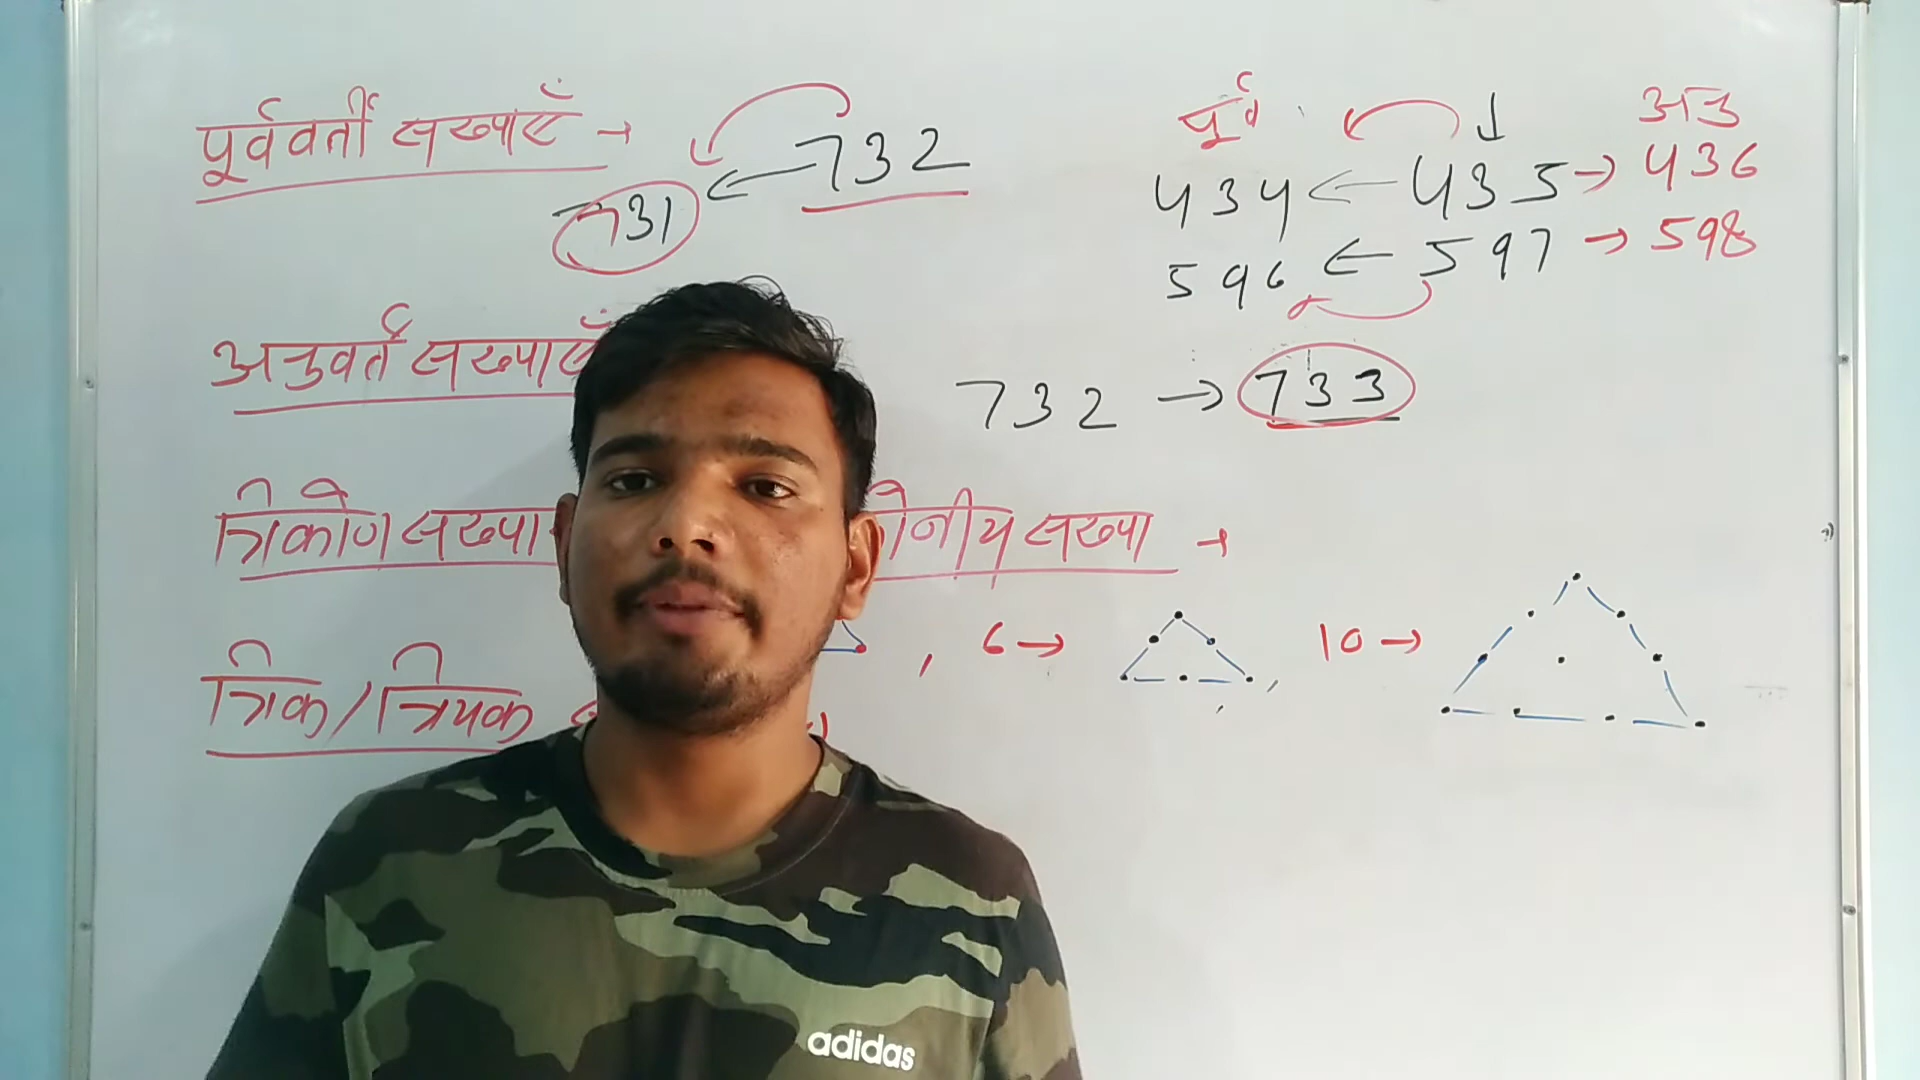 पूर्ववर्ती संख्याएँ → 732
731
पूर्व अनु
434 ← 435 → 436
596 ← 597 → 598
अनुवर्ती संख्याएँ
732 → 733
त्रिकोण संख्या
ोनीय संख्या →
, 6 → , 10 →
त्रिक/त्रियक
adidas